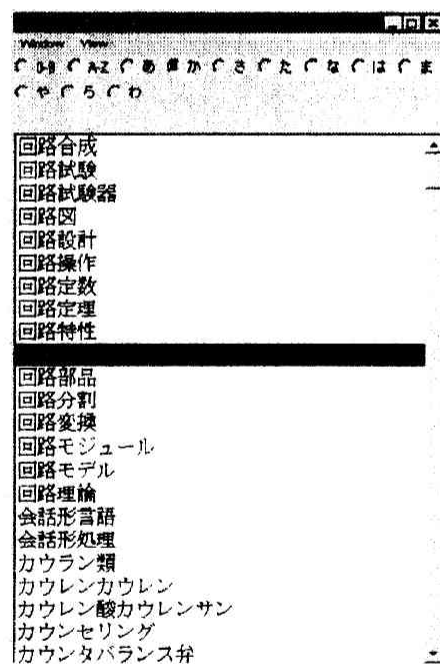 Window View
0-9 A-Z あ か さ た な は ま
や ら わ
回路合成
回路試験
回路試験器
回路図
回路設計
回路操作
回路定数
回路定理
回路特性
回路部品
回路分割
回路変換
回路モジュール
回路モデル
回路理論
会話形言語
会話形処理
カウラン類
カウレンカウレン
カウレン酸カウレンサン
カウンセリング
カウンタバランス弁